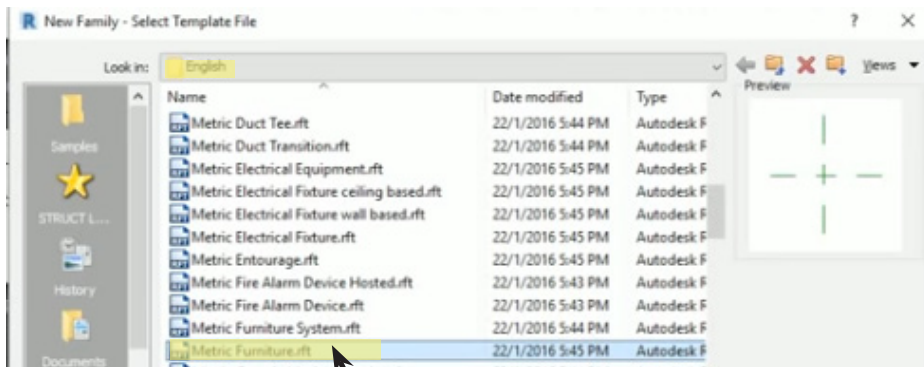 New Family - Select Template File
Look in: English Views
Name Date modified Type Preview
Metric Duct Tee.rft 22/1/2016 5:44 PM Autodesk R
Metric Duct Transition.rft 22/1/2016 5:44 PM Autodesk R
Samples
Metric Electrical Equipment.rft 22/1/2016 5:45 PM Autodesk R
Metric Electrical Fixture ceiling based.rft 22/1/2016 5:45 PM Autodesk R
STRUCT L... Metric Electrical Fixture wall based.rft 22/1/2016 5:45 PM Autodesk R
Metric Electrical Fixture.rft 22/1/2016 5:45 PM Autodesk R
Metric Entourage.rft 22/1/2016 5:45 PM Autodesk R
History
Metric Fire Alarm Device Hosted.rft 22/1/2016 5:43 PM Autodesk R
Metric Fire Alarm Device.rft 22/1/2016 5:43 PM Autodesk R
Metric Furniture System.rft 22/1/2016 5:44 PM Autodesk R
Metric Furniture.rft 22/1/2016 5:45 PM Autodesk R
Documents